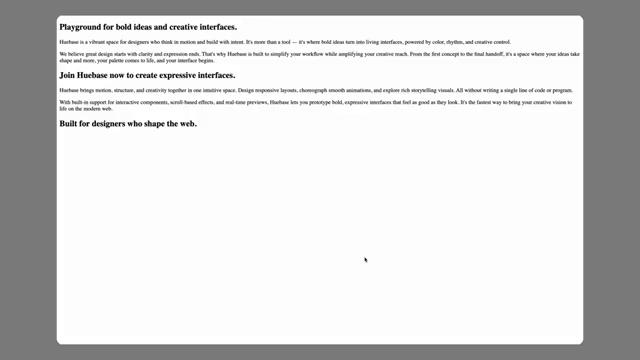 Playground for bold ideas and creative interfaces.
Huebase is a vibrant space for designers who think in motion and build with intent. It's more than a tool — it's where bold ideas turn into living interfaces, powered by color, rhythm, and creative control.
We believe great design starts with clarity and expression ends. That's why Huebase is built to simplify your workflow while amplifying your creative reach. From the first concept to the final handoff, it's a space where your ideas take
shape and more, your palette comes to life, and your interface begins.
Join Huebase now to create expressive interfaces.
Huebase brings motion, structure, and creativity together in one intuitive space. Design responsive layouts, choreograph smooth animations, and explore rich storytelling visuals. All without writing a single line of code or program.
With built-in support for interactive components, scroll-based effects, and real-time previews, Huebase lets you prototype bold, expressive interfaces that feel as good as they look. It's the fastest way to bring your creative vision to
life on the modern web.
Built for designers who shape the web.